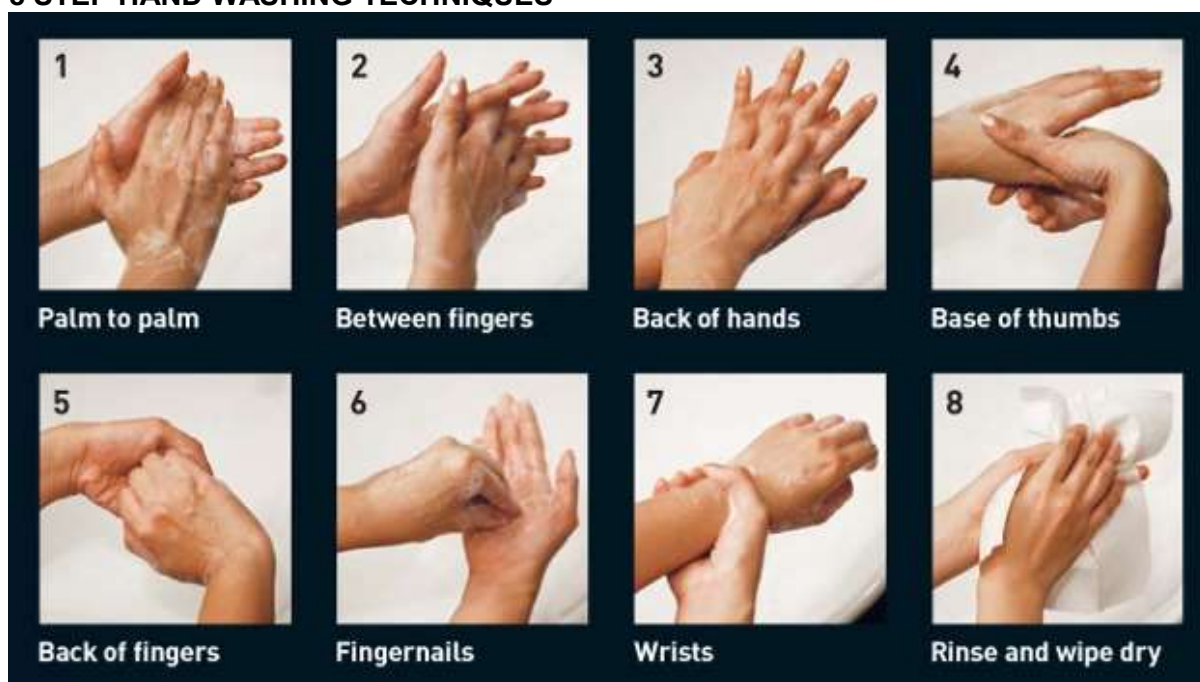 STEP HAND WASHING TECHNIQUES
1 2 3 4
Palm to palm Between fingers Back of hands Base of thumbs
5 6 7 8
Back of fingers Fingernails Wrists Rinse and wipe dry